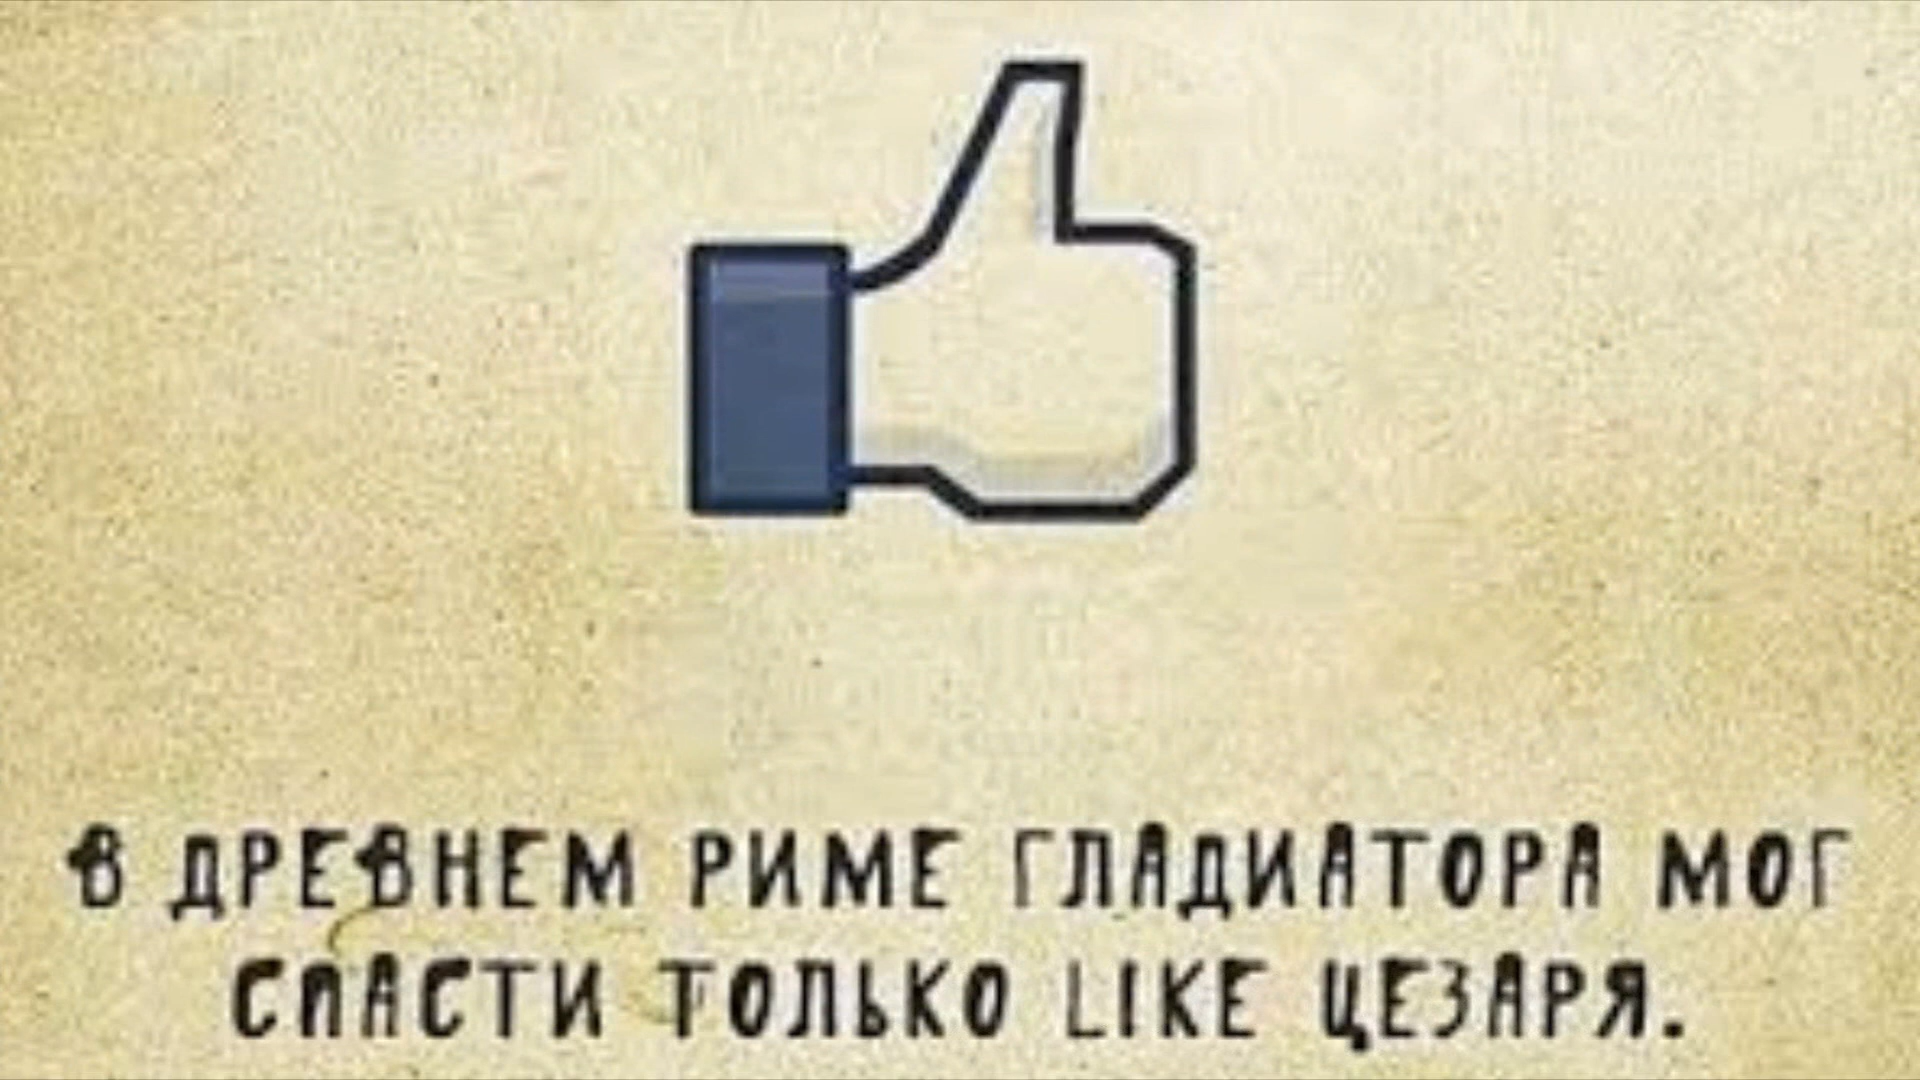 В ДРЕВНЕМ РИМЕ ГЛАДИАТОРА МОГ
СПАСТИ ТОЛЬКО LIKE ЦЕЗАРЯ.